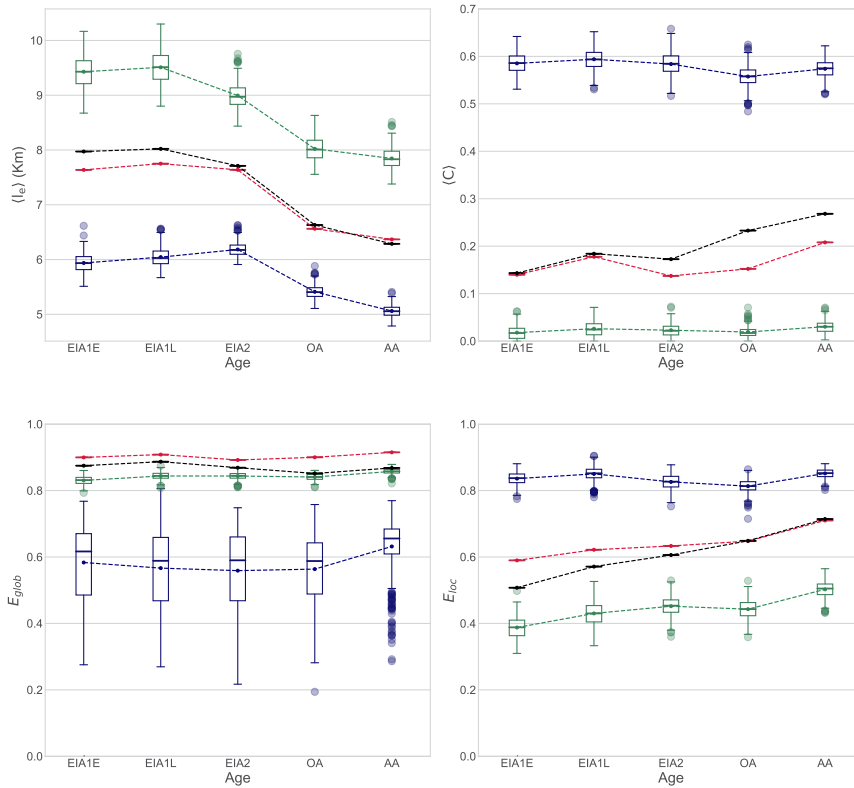 ⟨l_e⟩ (Km)
10
9
8
7
6
5
EIA1E EIA1L EIA2 OA AA
Age
⟨C⟩
0.7
0.6
0.5
0.4
0.3
0.2
0.1
0.0
EIA1E EIA1L EIA2 OA AA
Age
E_glob
1.0
0.8
0.6
0.4
0.2
0.0
EIA1E EIA1L EIA2 OA AA
Age
E_loc
1.0
0.8
0.6
0.4
0.2
0.0
EIA1E EIA1L EIA2 OA AA
Age